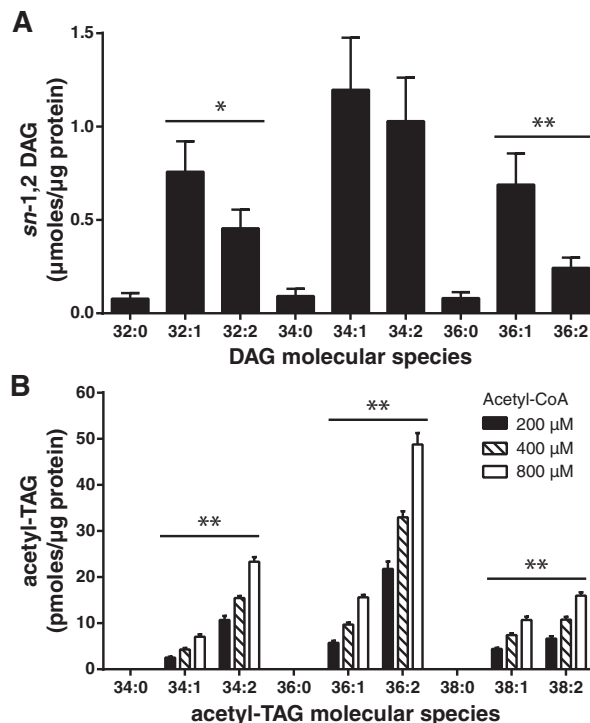 A
sn-1,2 DAG
(µmoles/µg protein)
1.5
1.0
0.5
0.0
*
**
32:0 32:1 32:2 34:0 34:1 34:2 36:0 36:1 36:2
DAG molecular species
B
acetyl-TAG
(pmoles/µg protein)
60
50
40
30
20
10
0
**
**
**
Acetyl-CoA
200 µM
400 µM
800 µM
34:0 34:1 34:2 36:0 36:1 36:2 38:0 38:1 38:2
acetyl-TAG molecular species